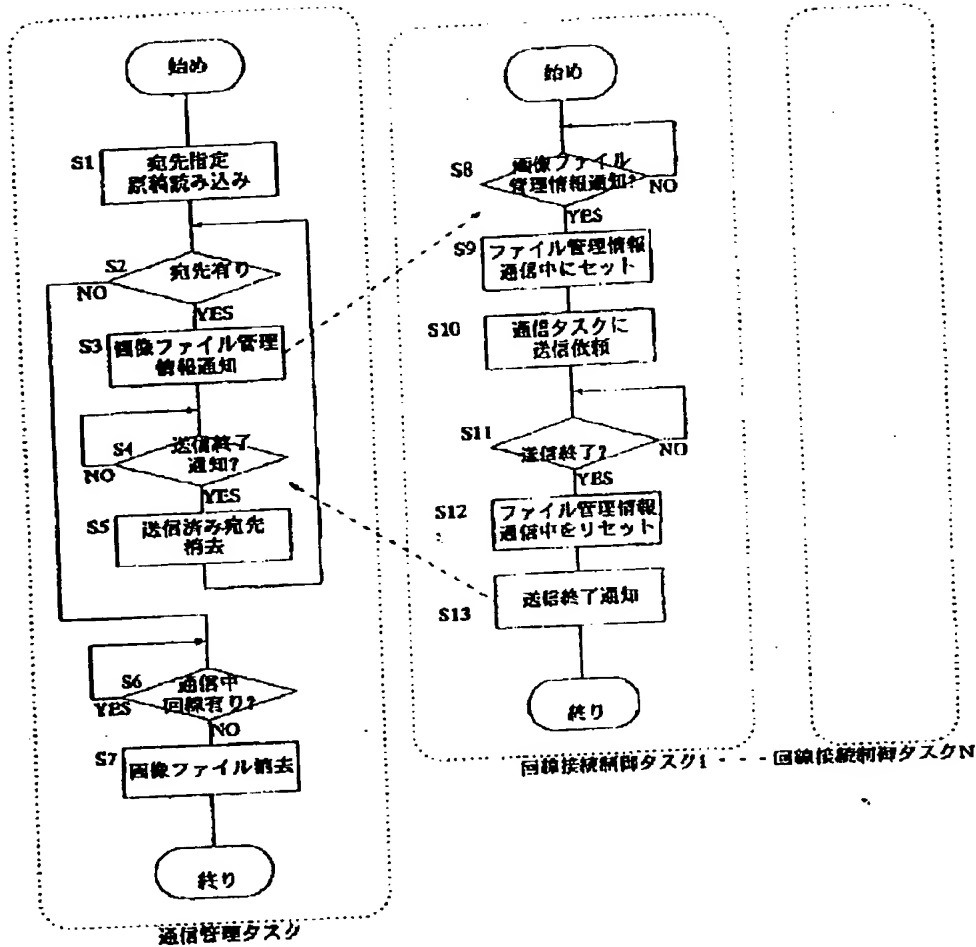 始め
S1
宛先指定
原稿読み込み
S2
宛先有り
NO
YES
S3
画像ファイル管理
情報通知
S4
送信終了
通知?
NO
YES
S5
送信済み宛先
消去
S6
通信中
回線有り?
YES
NO
S7
画像ファイル消去
終り
通信管理タスク
始め
S8
画像ファイル
管理情報通知?
NO
YES
S9
ファイル管理情報
通信中にセット
S10
通信タスクに
送信依頼
S11
送信終了?
NO
YES
S12
ファイル管理情報
通信中をリセット
S13
送信終了通知
終り
回線接続制御タスク1 - - - 回線接続制御タスクN